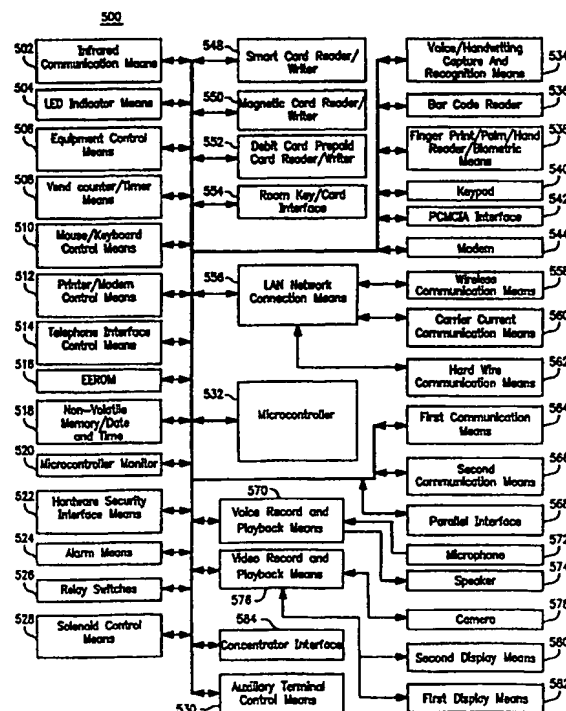 500
502
Infrared
Communication Means
504
LED Indicator Means
506
Equipment Control
Means
508
Vend counter/Timer
Means
510
Mouse/Keyboard
Control Means
512
Printer/Modem
Control Means
514
Telephone Interface
Control Means
516
EEROM
518
Non-Volatile
Memory/Date
and Time
520
Microcontroller Monitor
522
Hardware Security
Interface Means
524
Alarm Means
526
Relay Switches
528
Solenoid Control
Means
548
Smart Card Reader/
Writer
550
Magnetic Card Reader/
Writer
552
Debit Card Prepaid
Card Reader/Writer
554
Room Key/Card
Interface
556
LAN Network
Connection Means
532
Microcontroller
570
Voice Record and
Playback Means
Video Record and
Playback Means
576
584
Concentrator Interface
Auxiliary Terminal
Control Means
530
Voice/Handwritting
Capture And
Recognition Means
534
Bar Code Reader
536
Finger Print/Palm/Hand
Reader/Biometric
Means
538
Keypad
540
PCMCIA Interface
542
Modem
544
Wireless
Communication Means
558
Carrier Current
Communication Means
560
Hard Wire
Communication Means
562
First Communication
Means
564
Second
Communication Means
566
Parallel Interface
568
Microphone
572
Speaker
574
Camera
578
Second Display Means
580
First Display Means
582